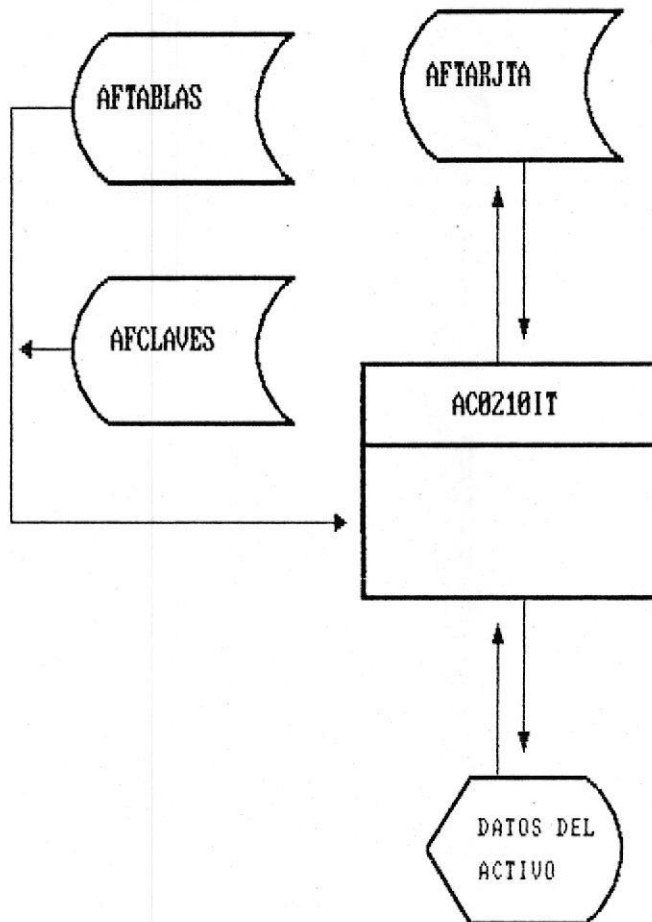 AFTABLAS
AFTARJTA
AFCLAVES
AC0210IT
DATOS DEL
ACTIVO